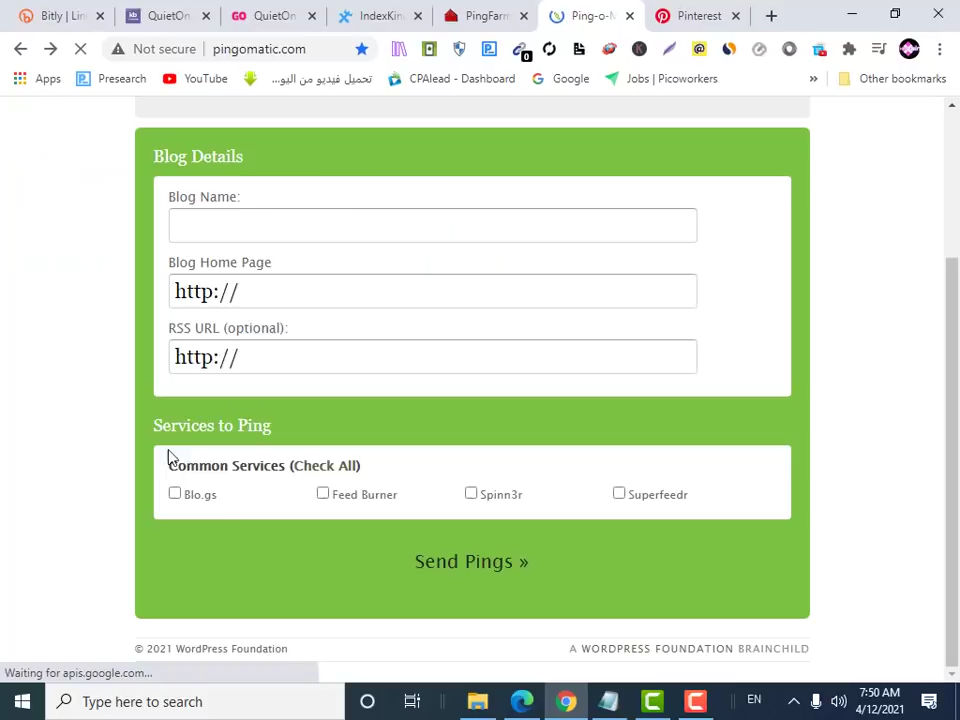 Bitly | Lin
QuietOn
QuietOn
IndexKin
PingFarm
Ping-o-M
Pinterest
Not secure
pingomatic.com
0
Apps
Presearch
YouTube
تحميل فيديو من اليو...
CPAlead - Dashboard
Google
Jobs | Picoworkers
»
Other bookmarks
Blog Details
Blog Name:
Blog Home Page
http://
RSS URL (optional):
http://
Services to Ping
Common Services (Check All)
Blo.gs
Feed Burner
Spinn3r
Superfeedr
Send Pings »
© 2021 WordPress Foundation
A WORDPRESS FOUNDATION BRAINCHILD
Waiting for apis.google.com...
Type here to search
EN
7:50 AM
4/12/2021